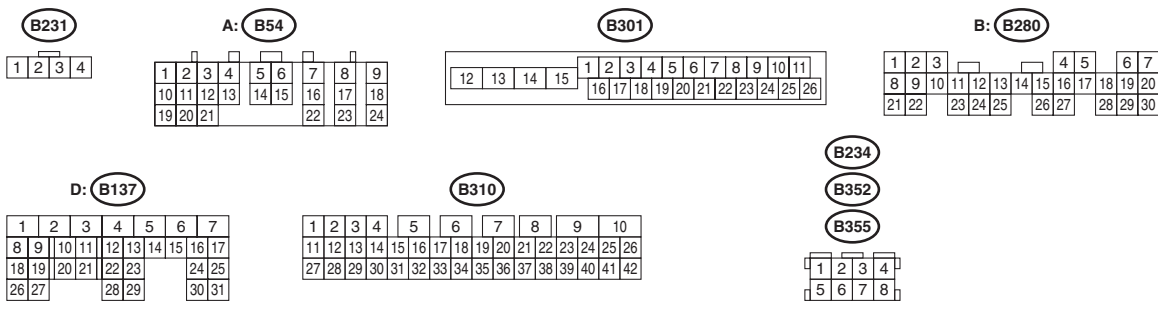 B231
1 2 3 4
A: B54
1 2 3 4 5 6 7 8 9
10 11 12 13 14 15 16 17 18
19 20 21 22 23 24
B301
12 13 14 15
1 2 3 4 5 6 7 8 9 10 11
16 17 18 19 20 21 22 23 24 25 26
B: B280
1 2 3 4 5 6 7
8 9 10 11 12 13 14 15 16 17 18 19 20
21 22 23 24 25 26 27 28 29 30
D: B137
1 2 3 4 5 6 7
8 9 10 11 12 13 14 15 16 17
18 19 20 21 22 23 24 25
26 27 28 29 30 31
B310
1 2 3 4 5 6 7 8 9 10
11 12 13 14 15 16 17 18 19 20 21 22 23 24 25 26
27 28 29 30 31 32 33 34 35 36 37 38 39 40 41 42
B234
B352
B355
1 2 3 4
5 6 7 8